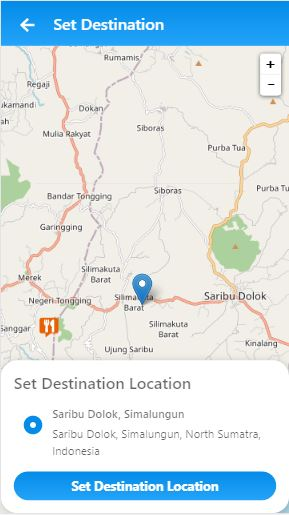 Set Destination
Rumamis
+
-
Regaji
ukamandi
Dokan
Mulia Rakyat
Siboras
Purba Tua
Purba Tu
Siboras
Bandar Tongging
Garingging
Silimakuta
Barat
Merek
Negeri Tongging
Silimakuta
Barat
Saribu Dolok
Sanggar
Silimakuta
Barat
Kinalang
Ujung Saribu
Set Destination Location
Saribu Dolok, Simalungun
Saribu Dolok, Simalungun, North Sumatra,
Indonesia
Set Destination Location